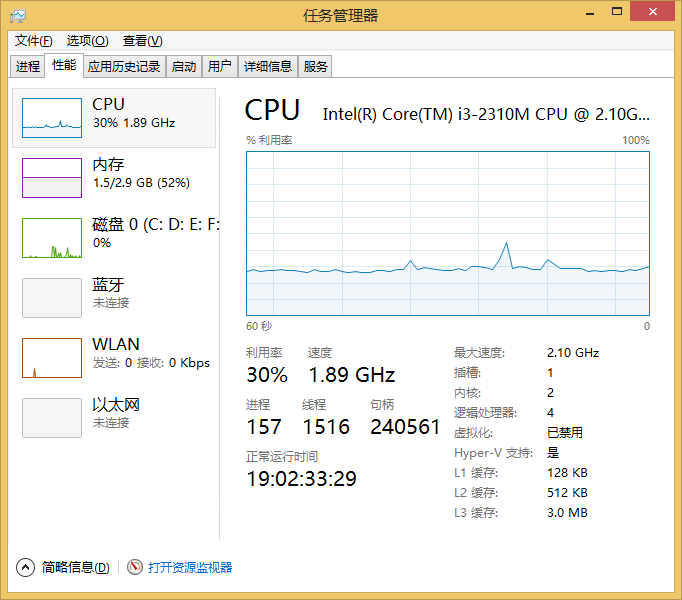 任务管理器
文件(F) 选项(O) 查看(V)
进程 性能 应用历史记录 启动 用户 详细信息 服务
CPU
30% 1.89 GHz
内存
1.5/2.9 GB (52%)
磁盘 0 (C: D: E: F:
0%
蓝牙
未连接
WLAN
发送: 0 接收: 0 Kbps
以太网
未连接
CPU Intel(R) Core(TM) i3-2310M CPU @ 2.10G...
% 利用率 100%
60 秒 0
利用率 速度
30% 1.89 GHz
进程 线程 句柄
157 1516 240561
正常运行时间
19:02:33:29
最大速度: 2.10 GHz
插槽: 1
内核: 2
逻辑处理器: 4
虚拟化: 已禁用
Hyper-V 支持: 是
L1 缓存: 128 KB
L2 缓存: 512 KB
L3 缓存: 3.0 MB
简略信息(D) 打开资源监视器